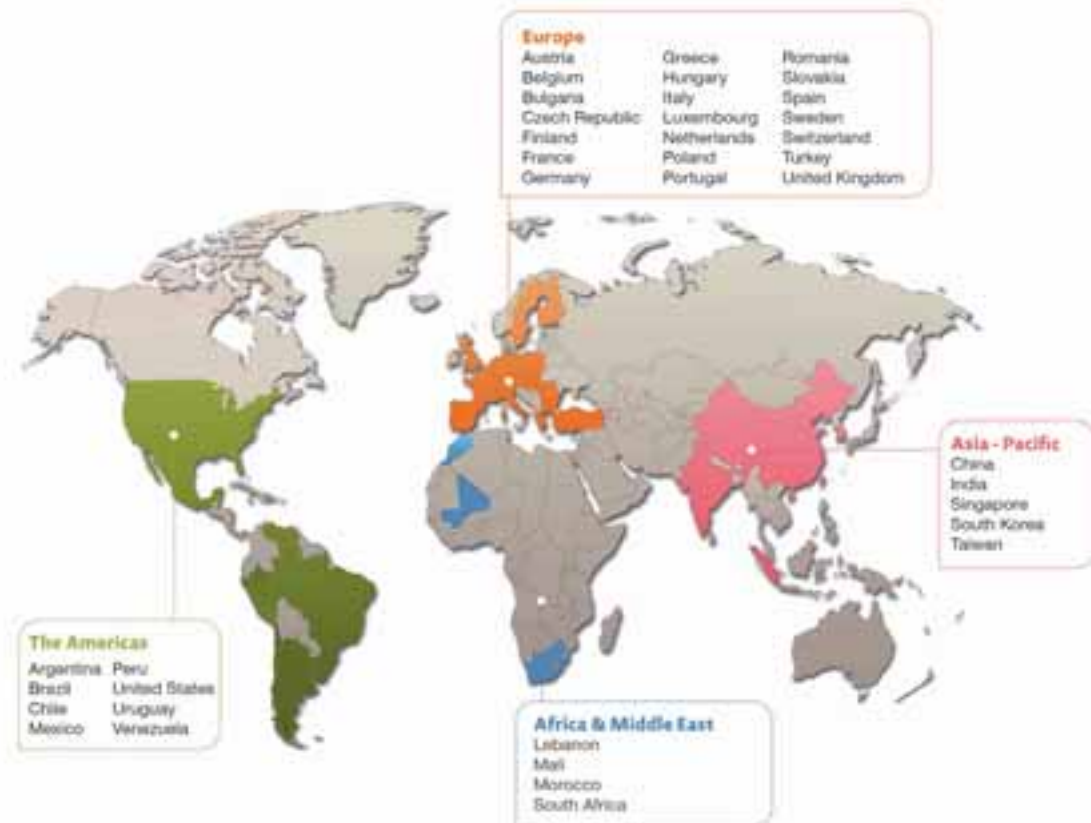 Europe
Austria Greece Romania
Belgium Hungary Slovakia
Bulgaria Italy Spain
Czech Republic Luxembourg Sweden
Finland Netherlands Switzerland
France Poland Turkey
Germany Portugal United Kingdom
Asia - Pacific
China
India
Singapore
South Korea
Taiwan
The Americas
Argentina Peru
Brazil United States
Chile Uruguay
Mexico Venezuela
Africa & Middle East
Lebanon
Mali
Morocco
South Africa